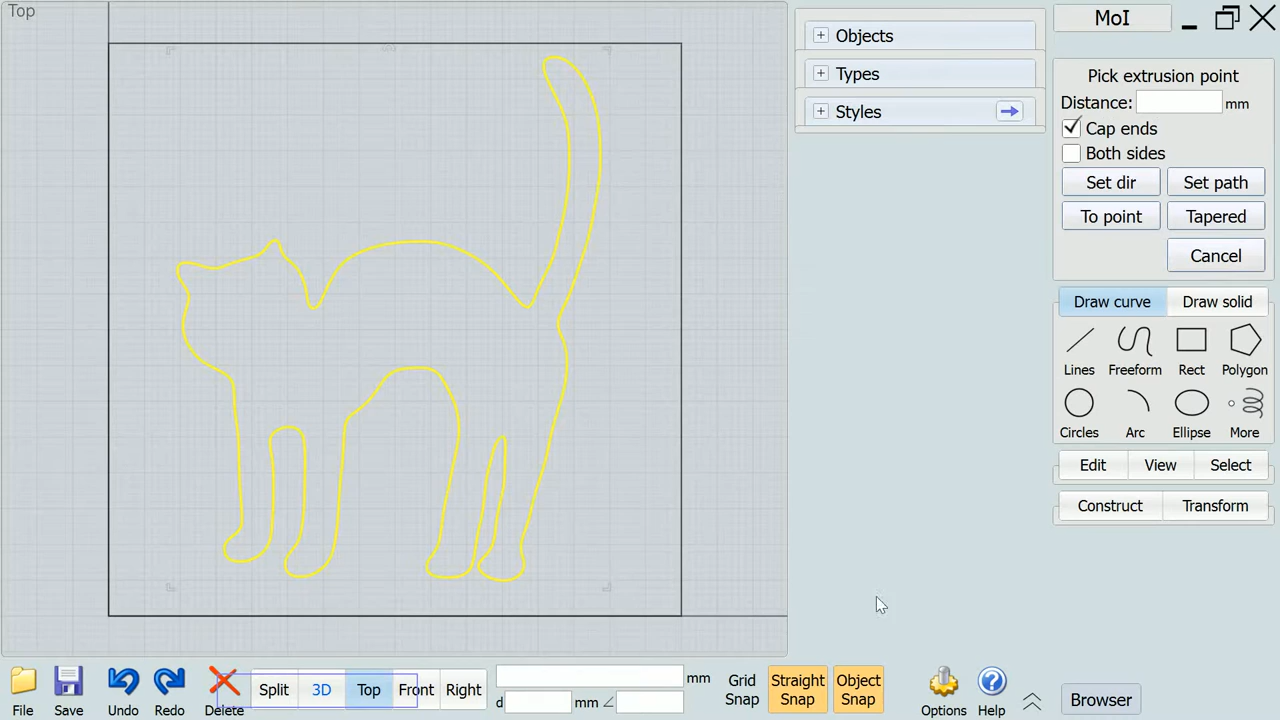 Top
Objects
Types
Styles
MoI
Pick extrusion point
Distance: mm
Cap ends
Both sides
Set dir
Set path
To point
Tapered
Cancel
Draw curve
Draw solid
Lines
Freeform
Rect
Polygon
Circles
Arc
Ellipse
More
Edit
View
Select
Construct
Transform
File
Save
Undo
Redo
Delete
Split
3D
Top
Front
Right
mm
d mm
Grid Snap
Straight Snap
Object Snap
Options
Help
Browser